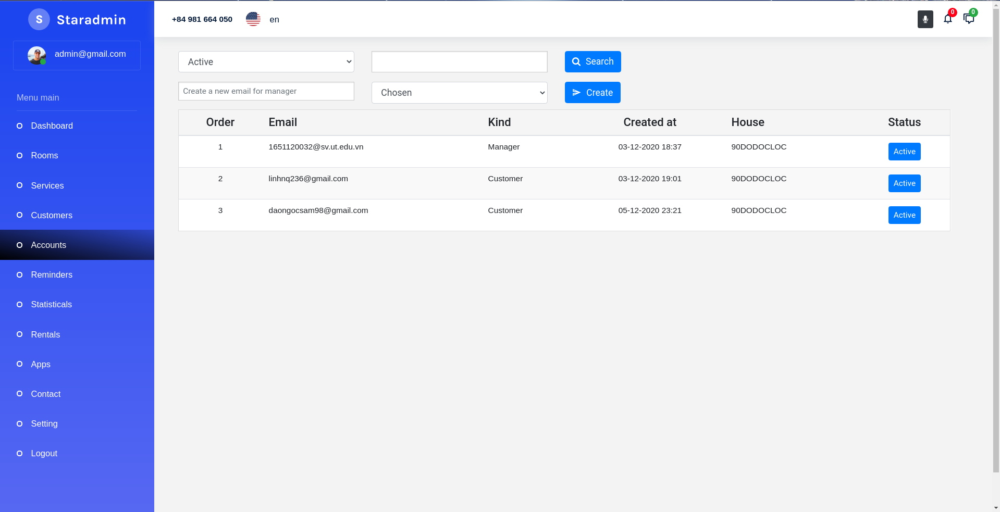 S Staradmin
admin@gmail.com
Menu main
Dashboard
Rooms
Services
Customers
Accounts
Reminders
Statisticals
Rentals
Apps
Contact
Setting
Logout
+84 981 664 050 en 0 0
Active Search
Create a new email for manager Chosen Create
Order Email Kind Created at House Status
1 1651120032@sv.ut.edu.vn Manager 03-12-2020 18:37 90DODOCLOC Active
2 linhnq236@gmail.com Customer 03-12-2020 19:01 90DODOCLOC Active
3 daongocsam98@gmail.com Customer 05-12-2020 23:21 90DODOCLOC Active